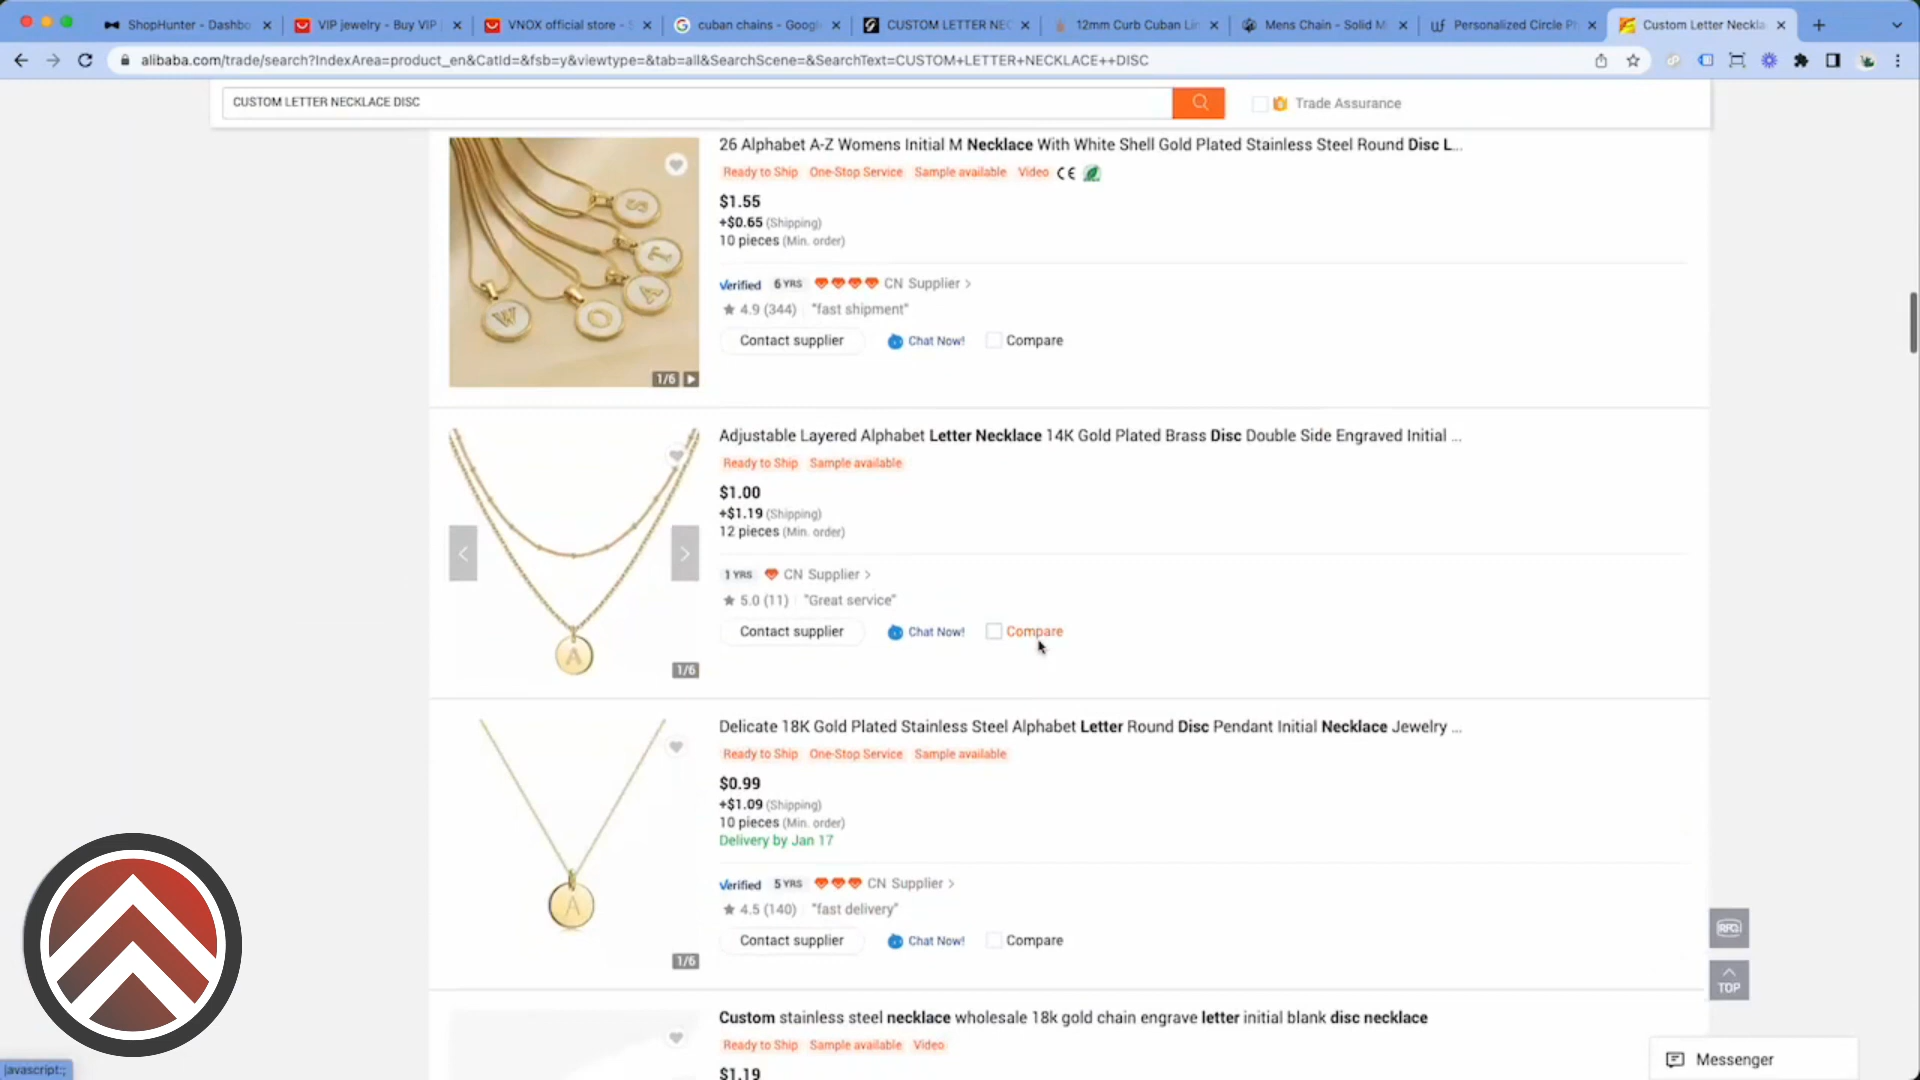 ShopHunter - Dashbo
VIP jewelry - Buy VIP
VNOX official store - S
cuban chains - Google
CUSTOM LETTER NEC
12mm Curb Cuban Lin
Mens Chain - Solid M
Personalized Circle P
Custom Letter Neckla
alibaba.com/trade/search?IndexArea=product_en&CatId=&fsb=y&viewtype=&tab=all&SearchScene=&SearchText=CUSTOM+LETTER+NECKLACE++DISC
CUSTOM LETTER NECKLACE DISC
Trade Assurance
26 Alphabet A-Z Womens Initial M Necklace With White Shell Gold Plated Stainless Steel Round Disc L...
Ready to Ship One-Stop Service Sample available Video CE
$1.55
+$0.65 (Shipping)
10 pieces (Min. order)
Verified 6 YRS CN Supplier >
★ 4.9 (344) "fast shipment"
Contact supplier Chat Now! Compare
S
T
A
W
O
1/6
Adjustable Layered Alphabet Letter Necklace 14K Gold Plated Brass Disc Double Side Engraved Initial ...
Ready to Ship Sample available
$1.00
+$1.19 (Shipping)
12 pieces (Min. order)
1 YRS CN Supplier >
★ 5.0 (11) "Great service"
Contact supplier Chat Now! Compare
A
1/6
Delicate 18K Gold Plated Stainless Steel Alphabet Letter Round Disc Pendant Initial Necklace Jewelry ...
Ready to Ship One-Stop Service Sample available
$0.99
+$1.09 (Shipping)
10 pieces (Min. order)
Delivery by Jan 17
Verified 5 YRS CN Supplier >
★ 4.5 (140) "fast delivery"
Contact supplier Chat Now! Compare
A
1/6
RFQ
TOP
Custom stainless steel necklace wholesale 18k gold chain engrave letter initial blank disc necklace
Ready to Ship Sample available Video
$1.19
Messenger
javascript:;